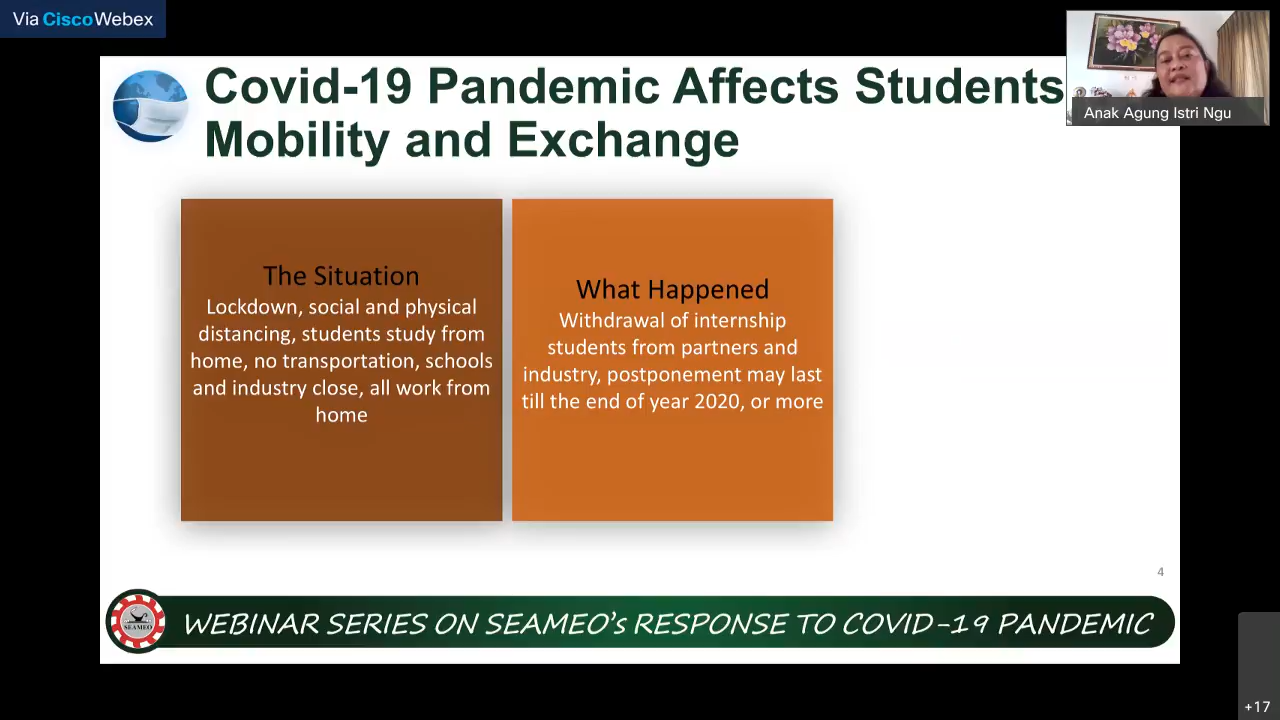 Via CiscoWebex
Covid-19 Pandemic Affects Students
Mobility and Exchange
Anak Agung Istri Ngu
The Situation
Lockdown, social and physical
distancing, students study from
home, no transportation, schools
and industry close, all work from
home
What Happened
Withdrawal of internship
students from partners and
industry, postponement may last
till the end of year 2020, or more
4
SEAMEO
WEBINAR SERIES ON SEAMEO's RESPONSE TO COVID-19 PANDEMIC
+17